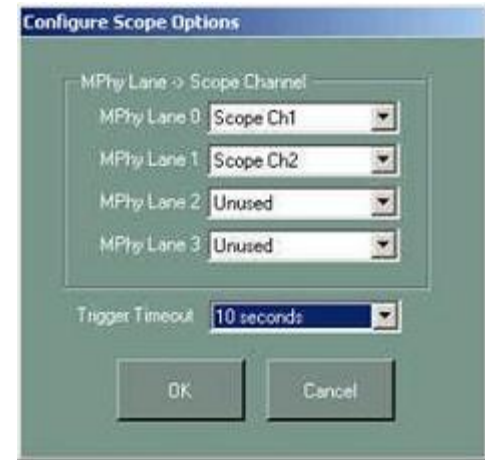 Configure Scope Options
MPhy Lane -> Scope Channel
MPhy Lane 0 Scope Ch1
MPhy Lane 1 Scope Ch2
MPhy Lane 2 Unused
MPhy Lane 3 Unused
Trigger Timeout 10 seconds
OK Cancel